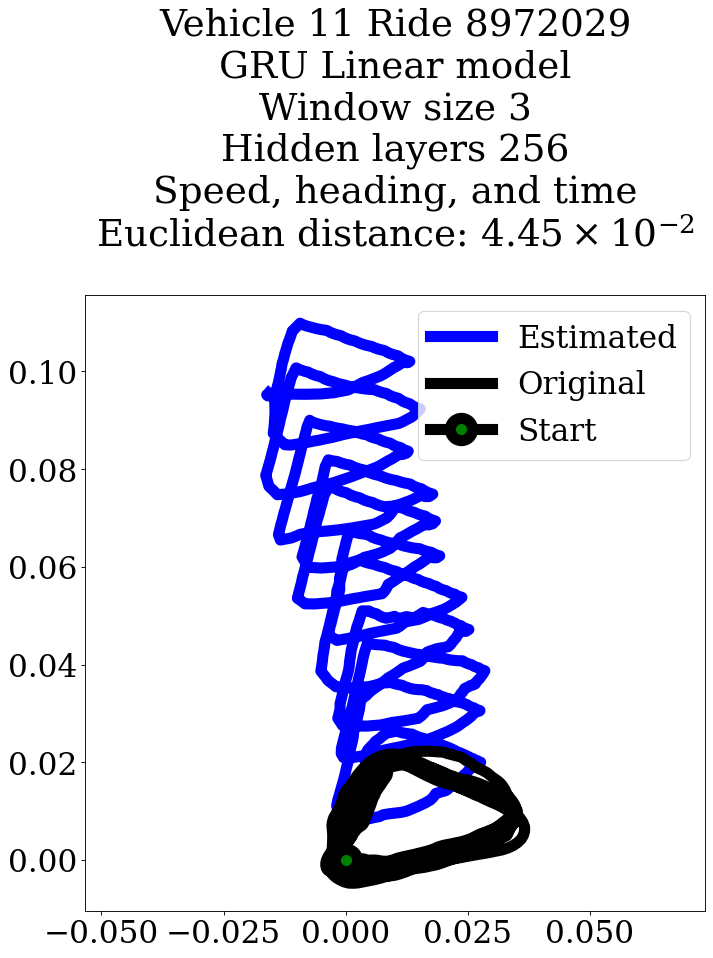 Vehicle 11 Ride 8972029
GRU Linear model
Window size 3
Hidden layers 256
Speed, heading, and time
Euclidean distance: 4.45 × 10⁻²
Estimated
Original
Start
0.10
0.08
0.06
0.04
0.02
0.00
−0.050 −0.025 0.000 0.025 0.050